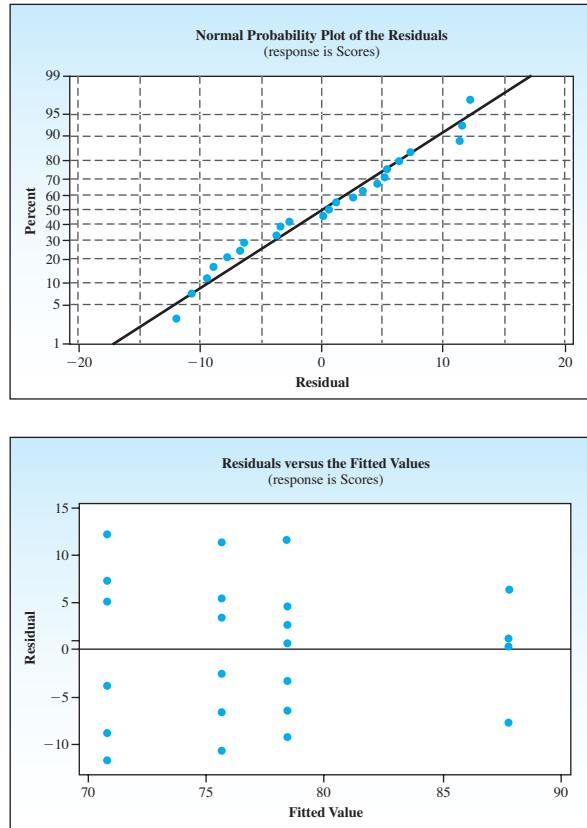 Normal Probability Plot of the Residuals
(response is Scores)
99
95
90
80
70
60
50
40
30
20
10
5
1
Percent
−20 −10 0 10 20
Residual
Residuals versus the Fitted Values
(response is Scores)
15
10
5
0
−5
−10
Residual
70 75 80 85 90
Fitted Value